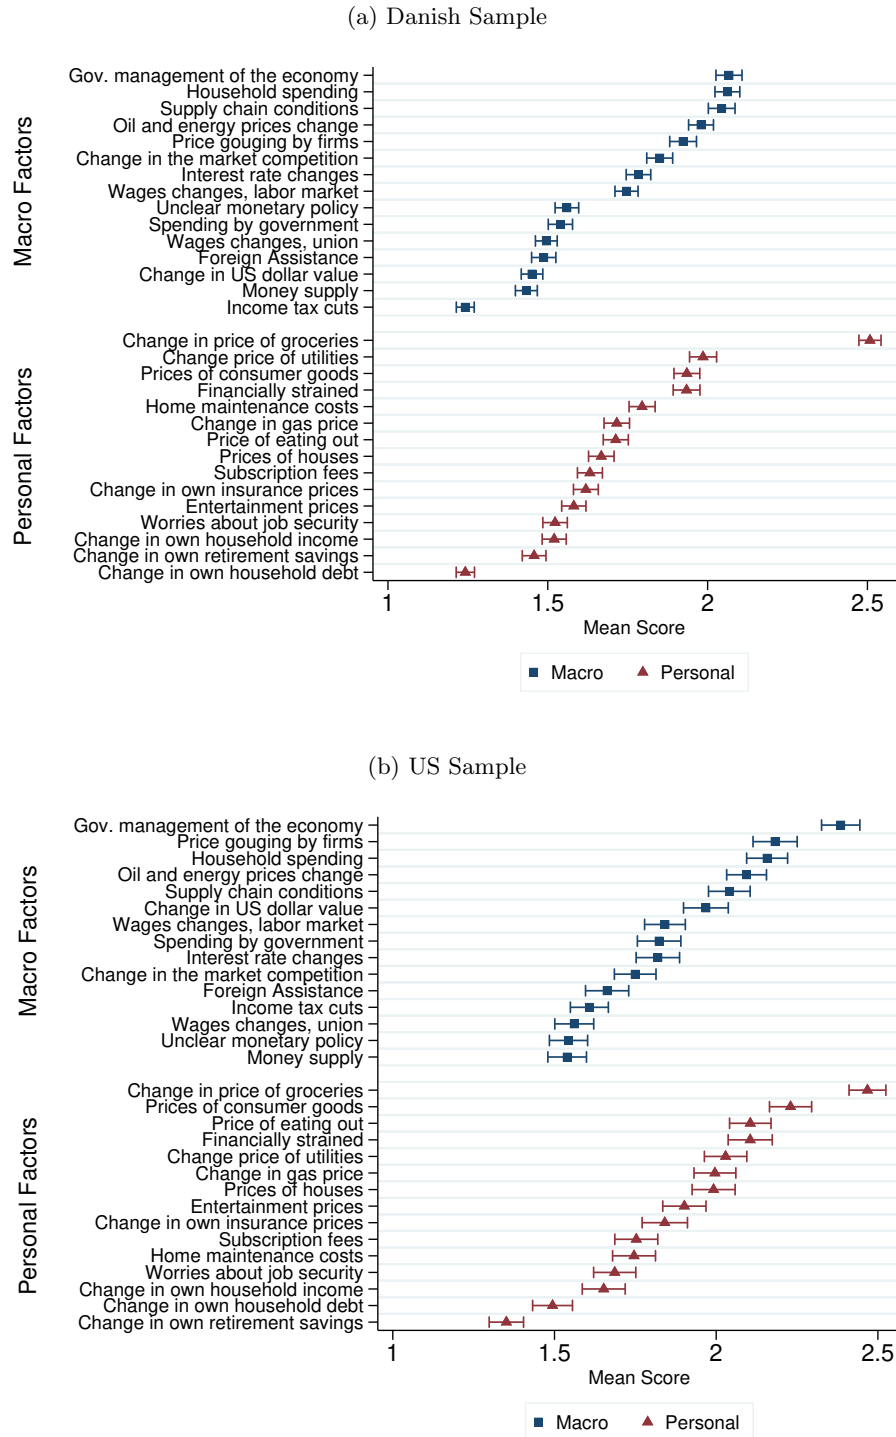 (a) Danish Sample
Macro Factors
Gov. management of the economy
Household spending
Supply chain conditions
Oil and energy prices change
Price gouging by firms
Change in the market competition
Interest rate changes
Wages changes, labor market
Unclear monetary policy
Spending by government
Wages changes, union
Foreign Assistance
Change in US dollar value
Money supply
Income tax cuts
Personal Factors
Change in price of groceries
Change price of utilities
Prices of consumer goods
Financially strained
Home maintenance costs
Change in gas price
Price of eating out
Prices of houses
Subscription fees
Change in own insurance prices
Entertainment prices
Worries about job security
Change in own household income
Change in own retirement savings
Change in own household debt
1 1.5 2 2.5
Mean Score
Macro Personal
(b) US Sample
Macro Factors
Gov. management of the economy
Price gouging by firms
Household spending
Oil and energy prices change
Supply chain conditions
Change in US dollar value
Wages changes, labor market
Spending by government
Interest rate changes
Change in the market competition
Foreign Assistance
Income tax cuts
Wages changes, union
Unclear monetary policy
Money supply
Personal Factors
Change in price of groceries
Prices of consumer goods
Price of eating out
Financially strained
Change price of utilities
Change in gas price
Prices of houses
Entertainment prices
Change in own insurance prices
Subscription fees
Home maintenance costs
Worries about job security
Change in own household income
Change in own household debt
Change in own retirement savings
1 1.5 2 2.5
Mean Score
Macro Personal